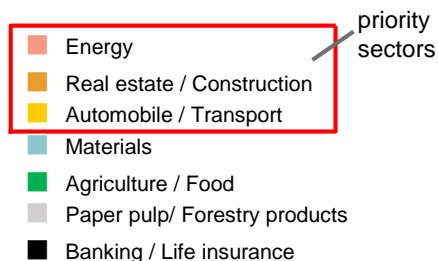 priority
sectors
Energy
Real estate / Construction
Automobile / Transport
Materials
Agriculture / Food
Paper pulp/ Forestry products
Banking / Life insurance